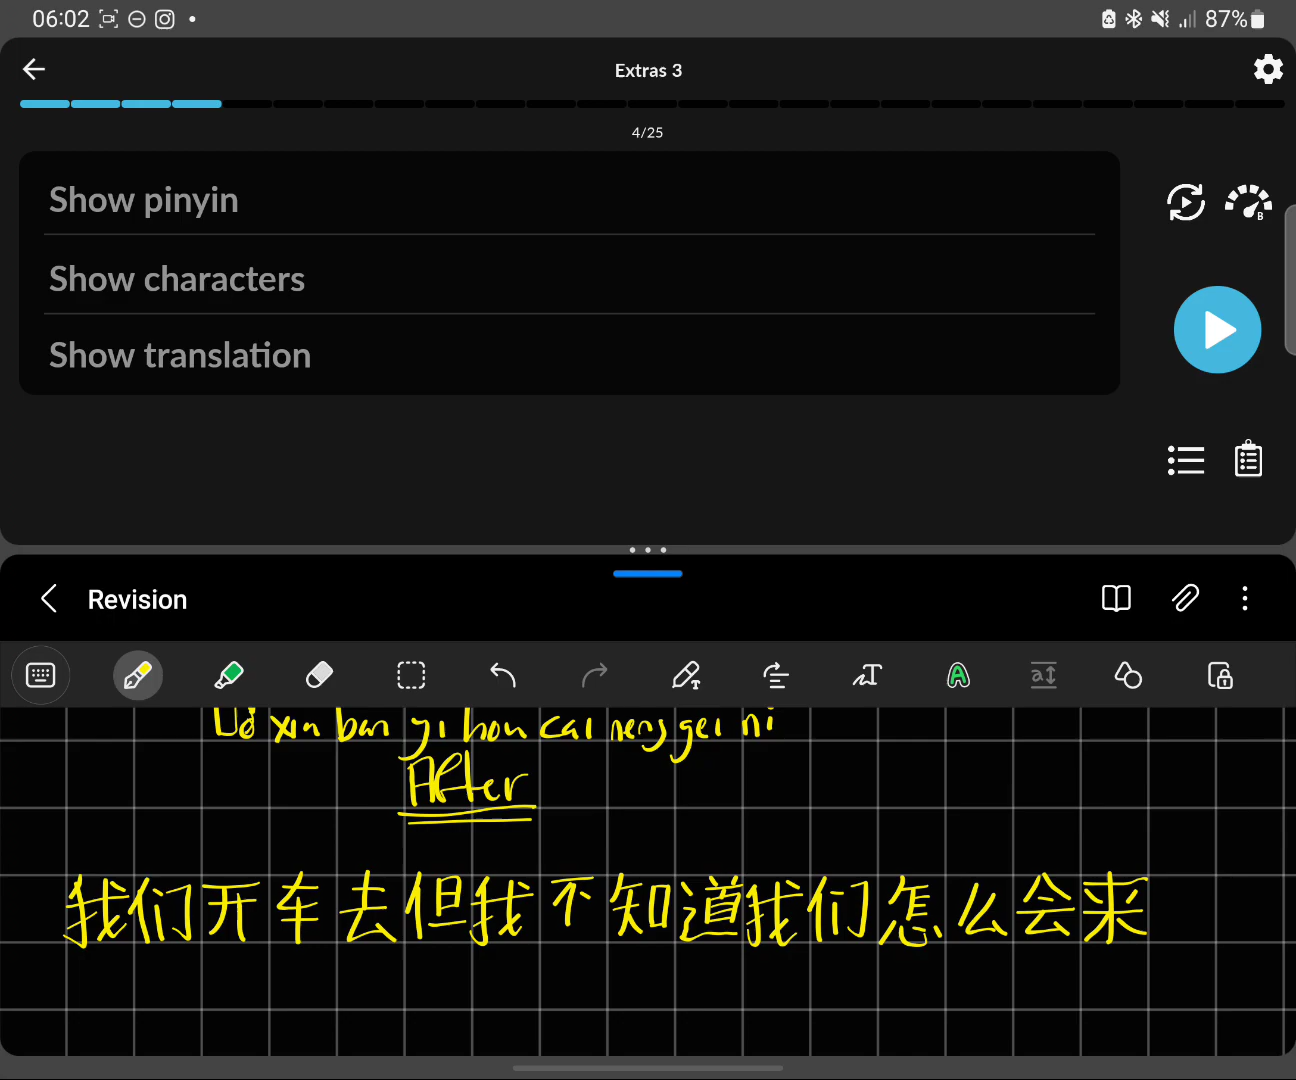 06:02 87%
Extras 3
4/25
Show pinyin
Show characters
Show translation
B
Revision
T T A a
Wo xin ban yi hou cai neng gei ni
After
我们开车去但我不知道我们怎么会来